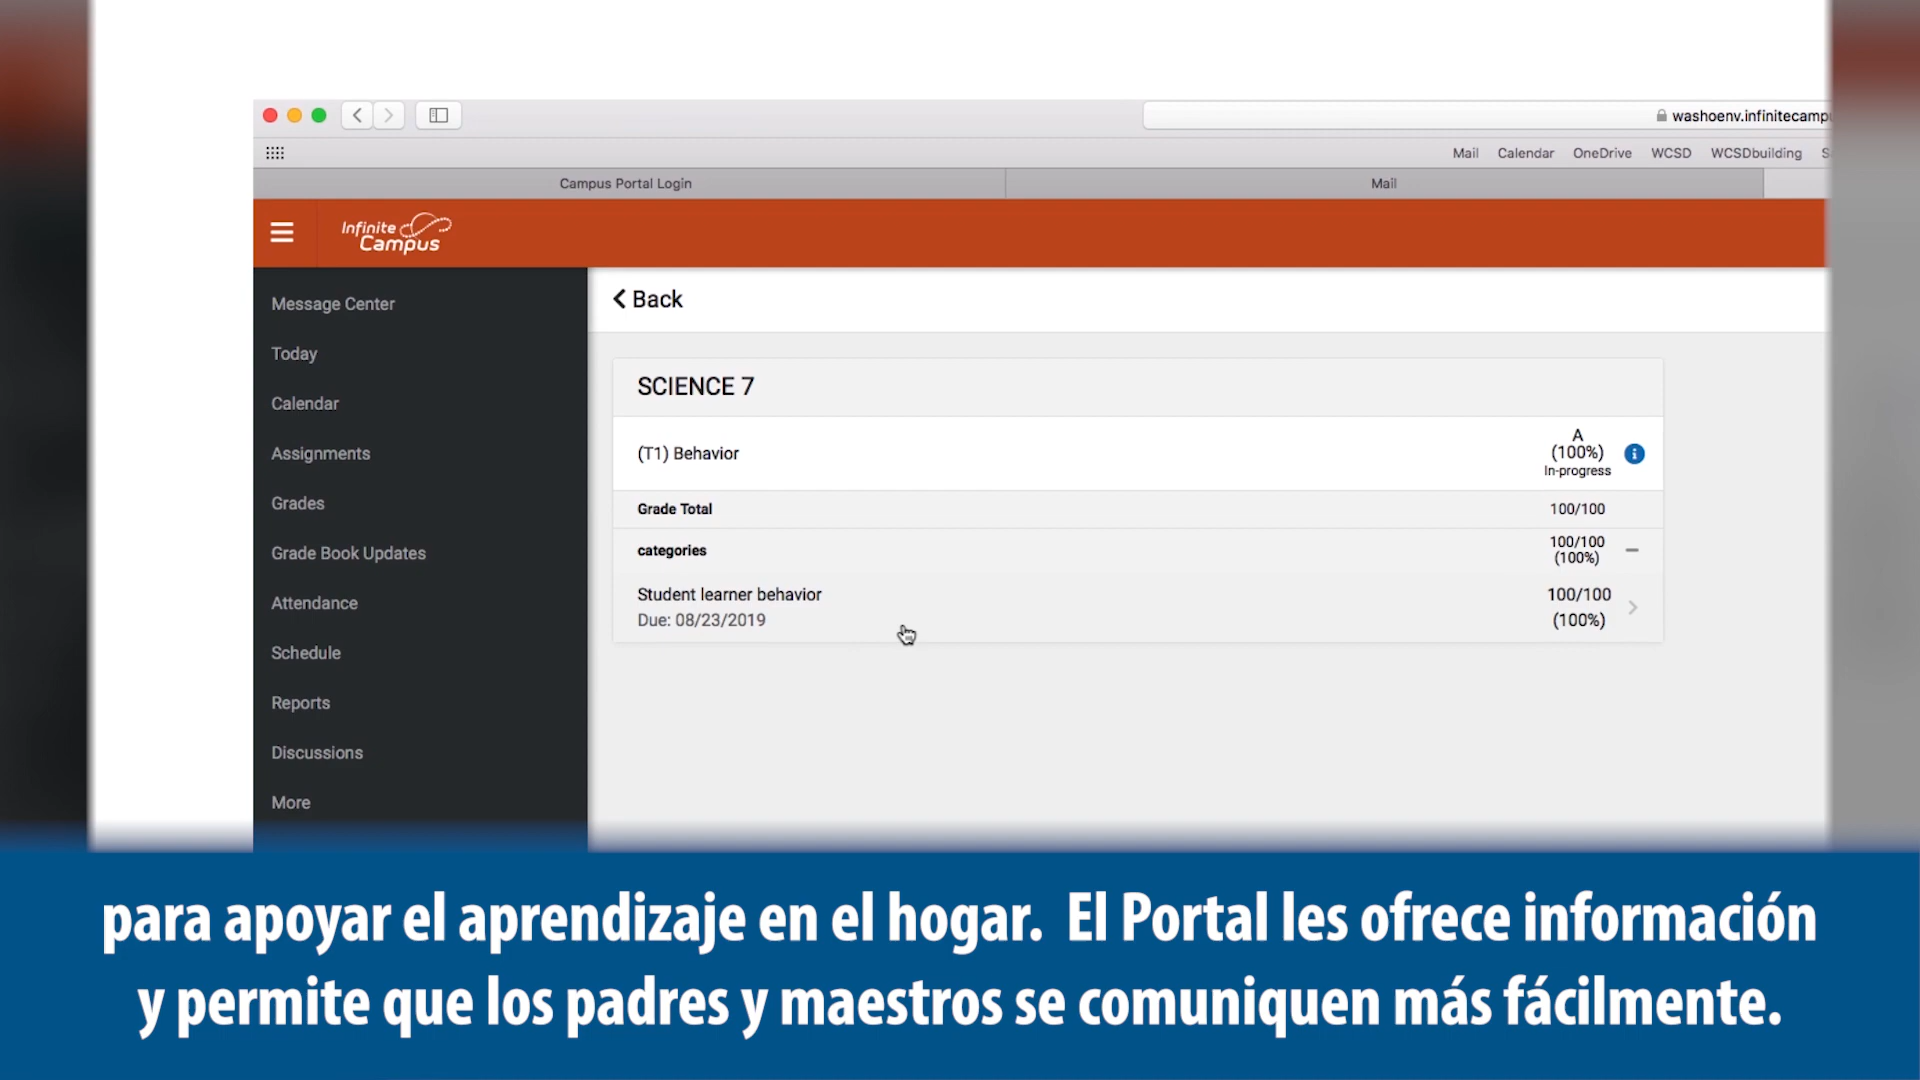 washoenv.infinitecampu
Mail Calendar OneDrive WCSD WCSDbuilding S
Campus Portal Login Mail
Infinite
Campus
Message Center
Today
Calendar
Assignments
Grades
Grade Book Updates
Attendance
Schedule
Reports
Discussions
More
Back
SCIENCE 7
(T1) Behavior
A
(100%)
In-progress
Grade Total 100/100
categories 100/100
(100%)
Student learner behavior 100/100
Due: 08/23/2019 (100%)
para apoyar el aprendizaje en el hogar. El Portal les ofrece información
y permite que los padres y maestros se comuniquen más fácilmente.